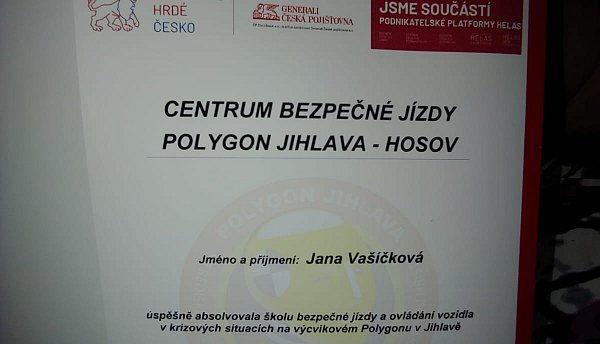 HRDÉ
ČESKO
GENERALI
ČESKÁ POJIŠŤOVNA
JSME SOUČÁSTÍ
PODNIKATELSKÉ PLATFORMY HELAS
HELAS
CENTRUM BEZPEČNÉ JÍZDY
POLYGON JIHLAVA - HOSOV
POLYGON JIHLAVA
Jméno a příjmení: Jana Vašíčková
úspěšně absolvovala školu bezpečné jízdy a ovládání vozidla
v krizových situacích na výcvikovém Polygonu v Jihlavě